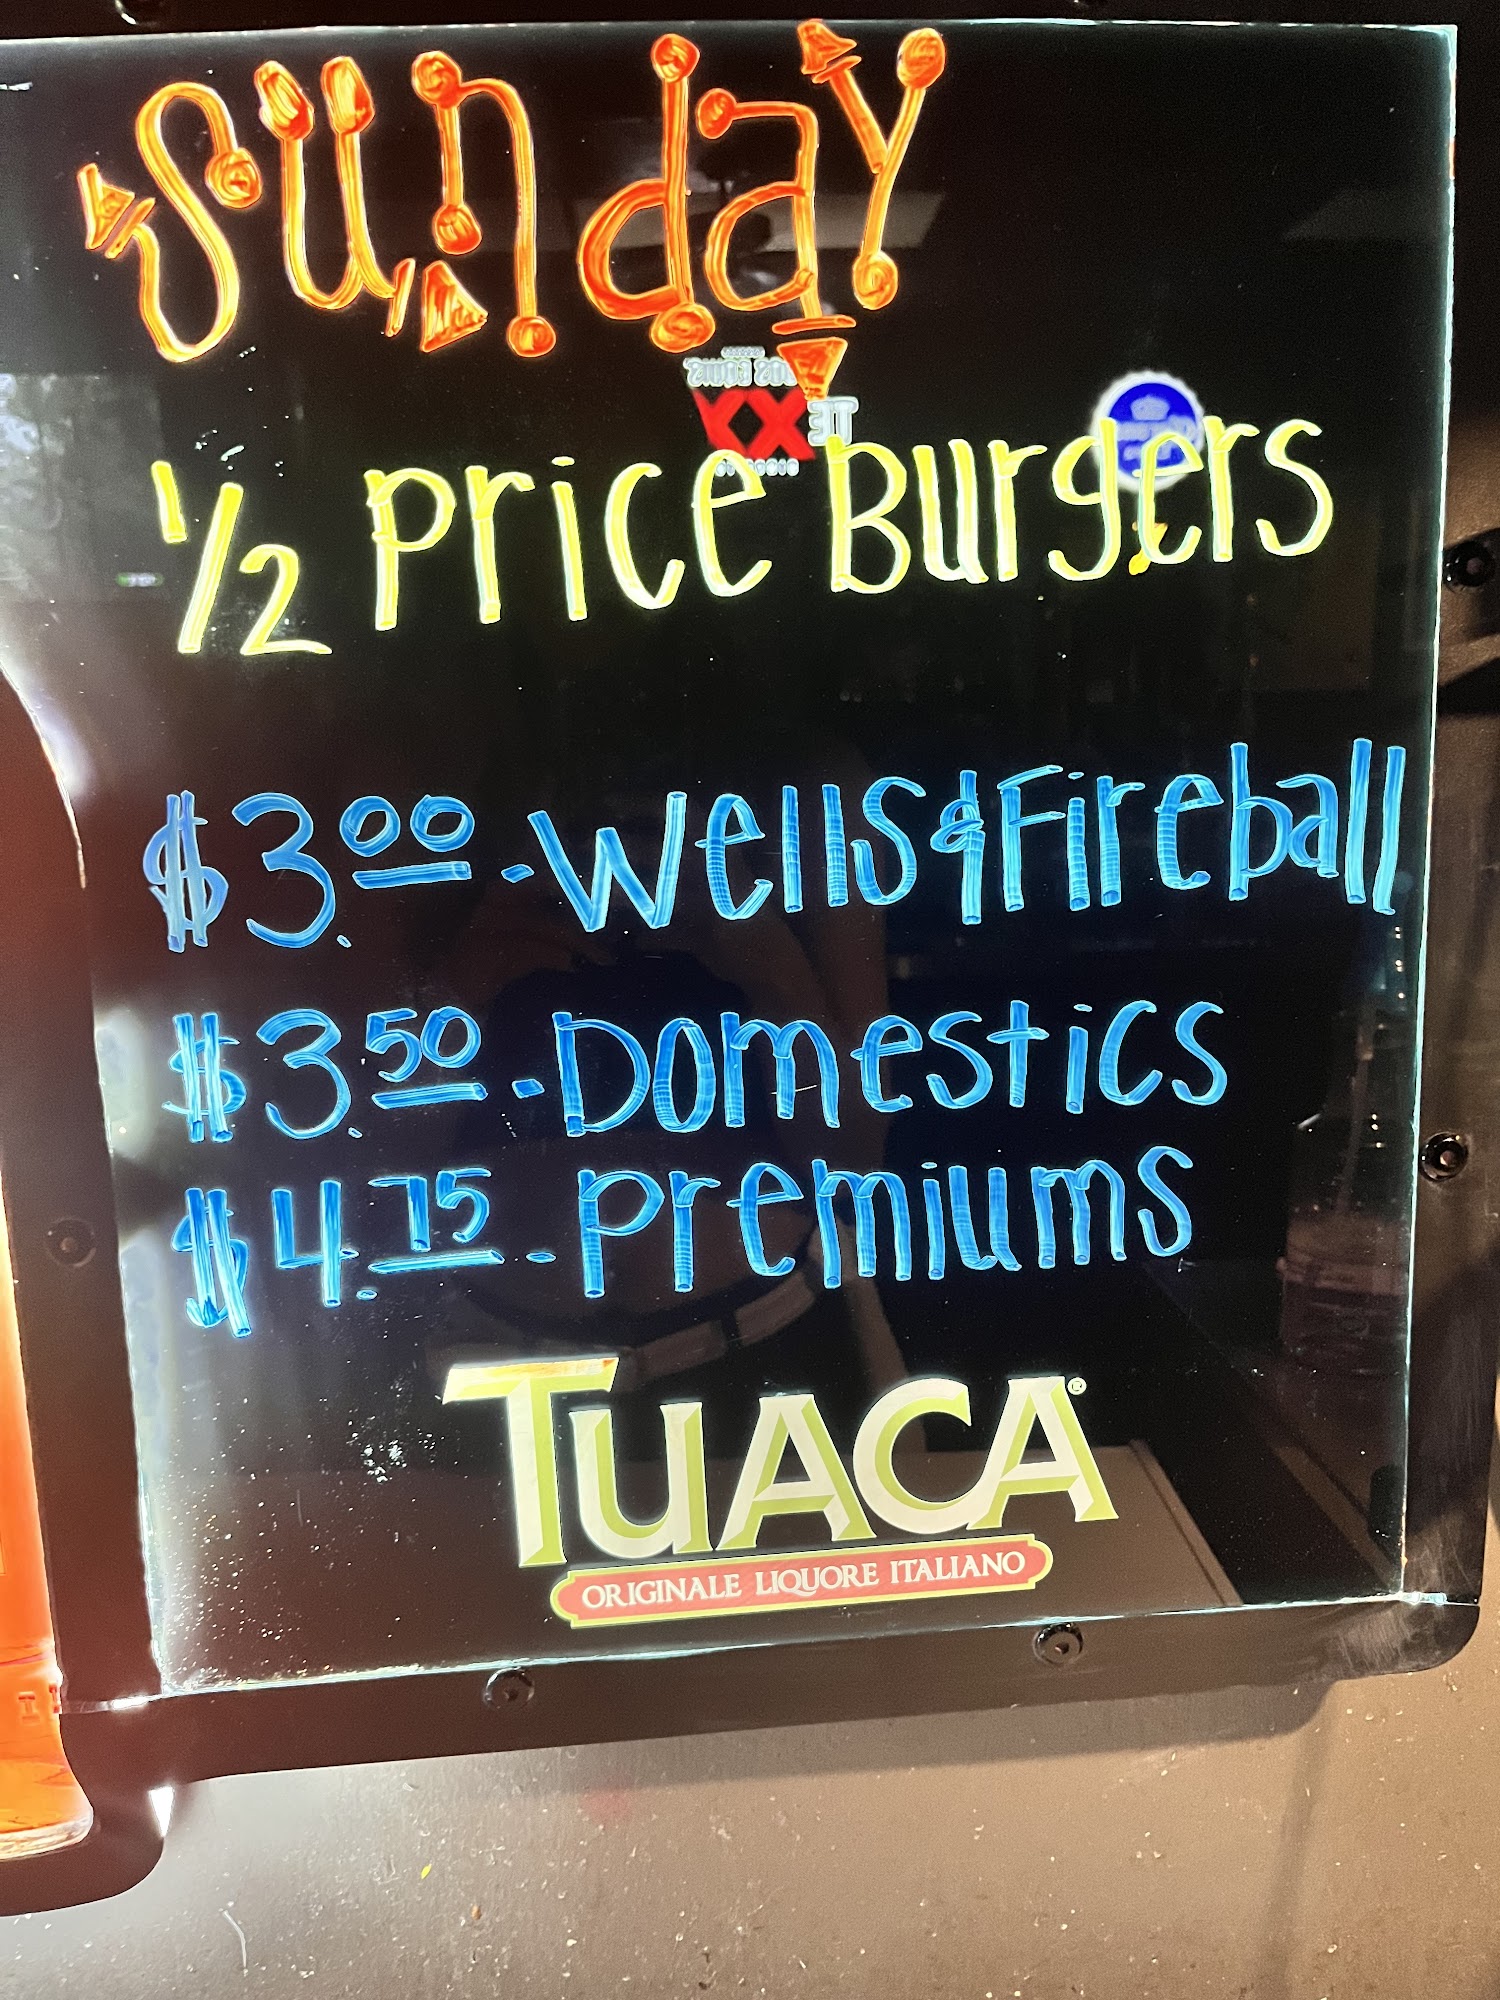 Sunday
1/2 Price Burgers
$3.00 - Wells & Fireball
$3.50 - Domestics
$4.75 - Premiums
TUACA®
ORIGINALE LIQUORE ITALIANO
XX